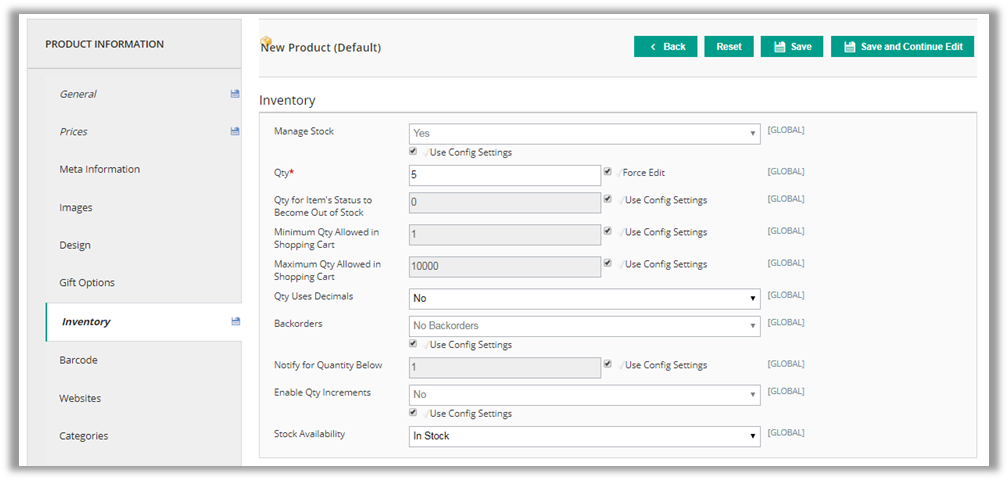 PRODUCT INFORMATION
General
Prices
Meta Information
Images
Design
Gift Options
Inventory
Barcode
Websites
Categories
New Product (Default)
Back
Reset
Save
Save and Continue Edit
Inventory
Manage Stock
Yes
[GLOBAL]
Use Config Settings
Qty*
5
Force Edit
[GLOBAL]
Qty for Item's Status to
Become Out of Stock
0
Use Config Settings
[GLOBAL]
Minimum Qty Allowed in
Shopping Cart
1
Use Config Settings
[GLOBAL]
Maximum Qty Allowed in
Shopping Cart
10000
Use Config Settings
[GLOBAL]
Qty Uses Decimals
No
[GLOBAL]
Backorders
No Backorders
[GLOBAL]
Use Config Settings
Notify for Quantity Below
1
Use Config Settings
[GLOBAL]
Enable Qty Increments
No
[GLOBAL]
Use Config Settings
Stock Availability
In Stock
[GLOBAL]